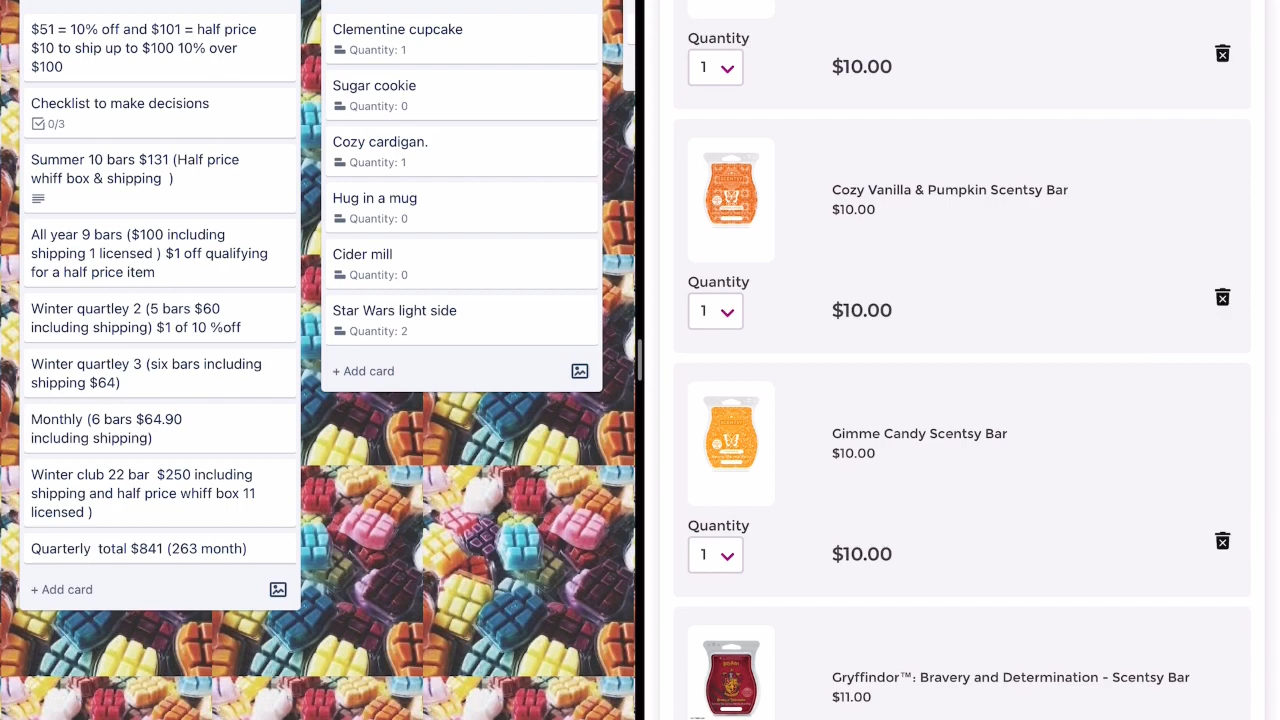 $51 = 10% off and $101 = half price
$10 to ship up to $100 10% over
$100
Checklist to make decisions
0/3
Summer 10 bars $131 (Half price
whiff box & shipping )
All year 9 bars ($100 including
shipping 1 licensed ) $1 off qualifying
for a half price item
Winter quartley 2 (5 bars $60
including shipping) $1 of 10 %off
Winter quartley 3 (six bars including
shipping $64)
Monthly (6 bars $64.90
including shipping)
Winter club 22 bar $250 including
shipping and half price whiff box 11
licensed )
Quarterly total $841 (263 month)
+ Add card
Clementine cupcake
Quantity: 1
Sugar cookie
Quantity: 0
Cozy cardigan.
Quantity: 1
Hug in a mug
Quantity: 0
Cider mill
Quantity: 0
Star Wars light side
Quantity: 2
+ Add card
Quantity
1
$10.00
Cozy Vanilla & Pumpkin Scentsy Bar
$10.00
Quantity
1
$10.00
Gimme Candy Scentsy Bar
$10.00
Quantity
1
$10.00
Gryffindor™: Bravery and Determination - Scentsy Bar
$11.00